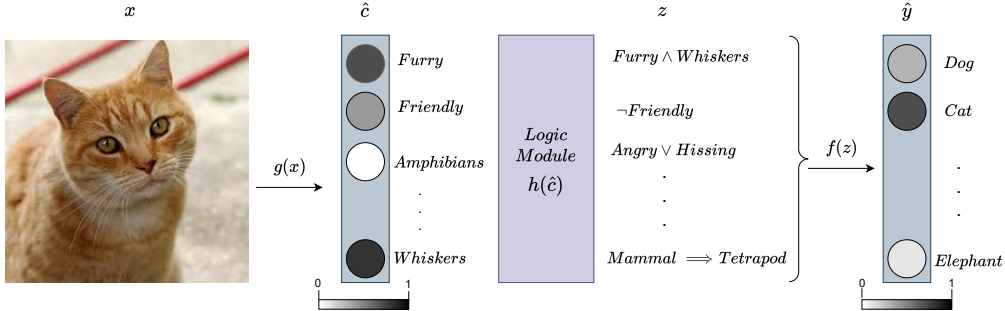 x
ĉ
z
ŷ
Furry
Friendly
Amphibians
Whiskers
g(x)
0 1
Logic
Module
h(ĉ)
Furry ∧ Whiskers
¬Friendly
Angry ∨ Hissing
Mammal ⟹ Tetrapod
f(z)
Dog
Cat
Elephant
0 1